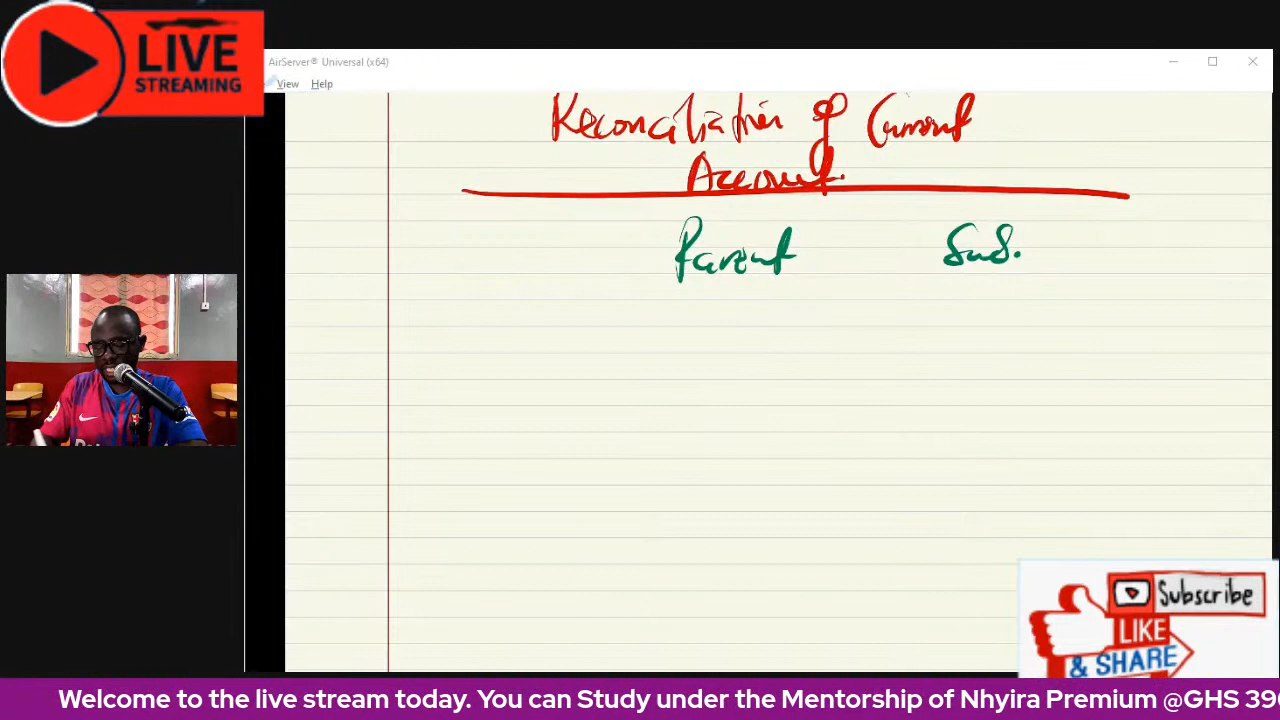 LIVE
STREAMING
AirServer® Universal (x64)
View Help
Reconciliation of Current
Account.
Parent Sub.
Subscribe
LIKE
& SHARE
Welcome to the live stream today. You can Study under the Mentorship of Nhyira Premium @GHS 39